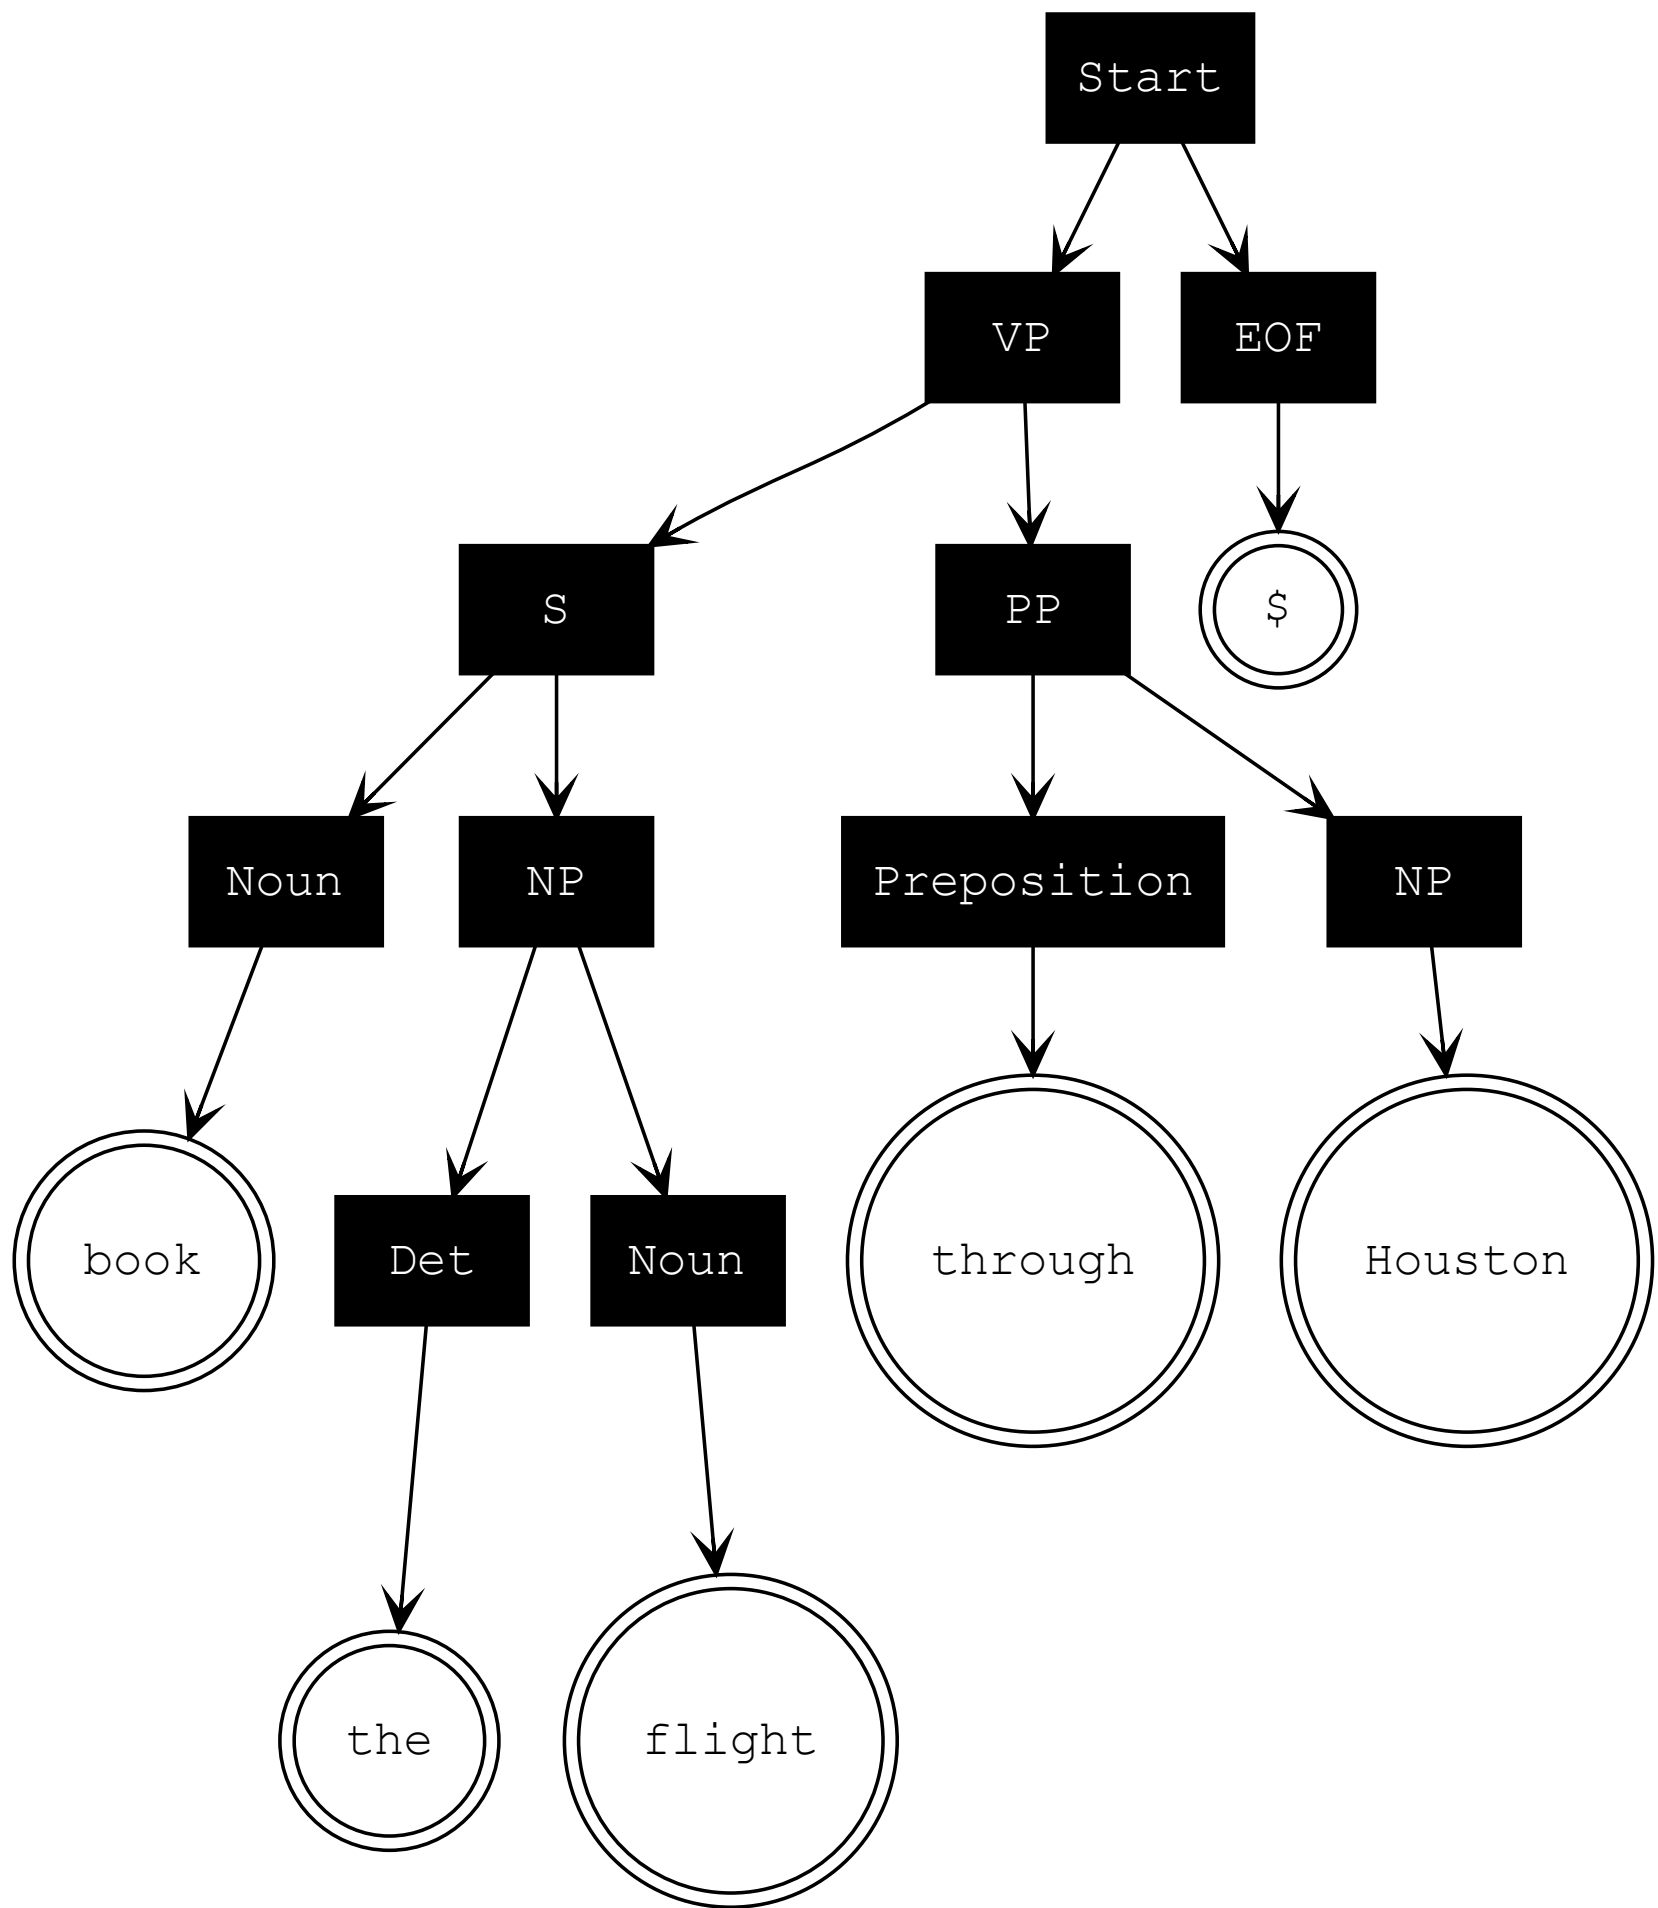 Start
VP
EOF
S
PP
$
Noun
NP
Preposition
NP
book
Det
Noun
through
Houston
the
flight